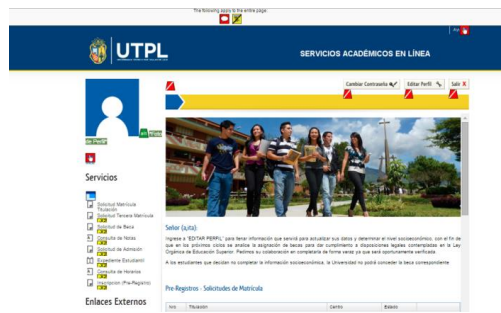 The following apply to the entire page:
UTPL
SERVICIOS ACADÉMICOS EN LÍNEA
Cambiar Contraseña
Editar Perfil
Salir X
Servicios
Solicitud Matrícula
Titulación
Solicitud Tercera Matrícula
Solicitud de Beca
Consulta de Notas
Solicitud de Admisión
Expediente Estudiantil
Consulta de Horarios
Inscripcion (Pre-Registro)
Enlaces Externos
Señor (a,ita):
Ingrese a 'EDITAR PERFIL' para llenar información que servirá para actualizar sus datos y determinar el nivel socioeconómico, con el fin de
que en los próximos ciclos se analice la asignación de becas para dar cumplimiento a disposiciones legales contempladas en la Ley
Orgánica de Educación Superior. Pedimos su colaboración en completarla de forma veraz ya que será oportunamente verificada.
A los estudiantes que decidan no completar la información socioeconómica, la Universidad no podrá conceder la beca correspondiente.
Pre-Registros - Solicitudes de Matrícula
Nro. Titulación Centro Estado